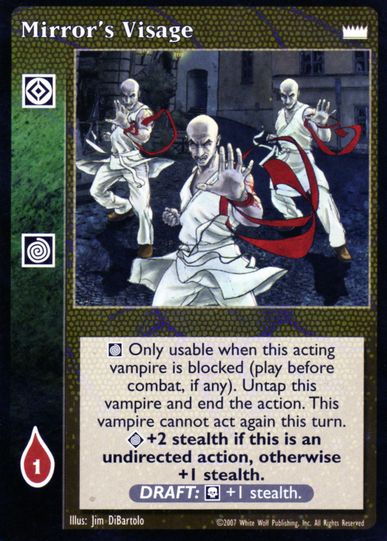 Mirror's Visage
Only usable when this acting
vampire is blocked (play before
combat, if any). Untap this
vampire and end the action. This
vampire cannot act again this turn.
+2 stealth if this is an
undirected action, otherwise
+1 stealth.
DRAFT: +1 stealth.
1
Illus: Jim DiBartolo
©2007 White Wolf Publishing, Inc. All Rights Reserved